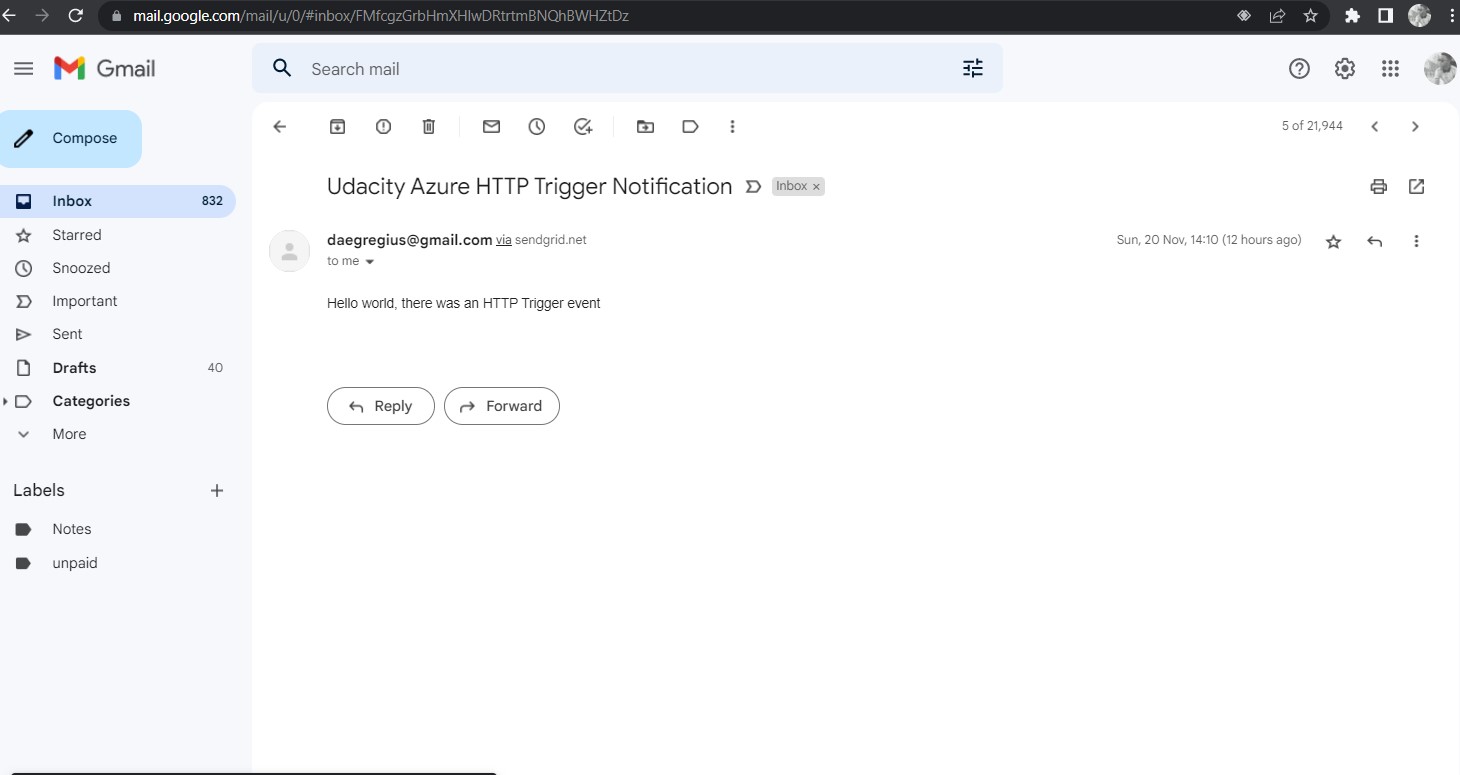 mail.google.com/mail/u/0/#inbox/FMfcgzGrbHmXHlwDRtrtmBNQhBWHZtDz
Gmail
Search mail
Compose
5 of 21,944
Udacity Azure HTTP Trigger Notification Inbox ×
Inbox 832
Starred
Snoozed
Important
Sent
Drafts 40
Categories
More
Labels +
Notes
unpaid
daegregius@gmail.com via sendgrid.net
Sun, 20 Nov, 14:10 (12 hours ago)
to me
Hello world, there was an HTTP Trigger event
Reply
Forward